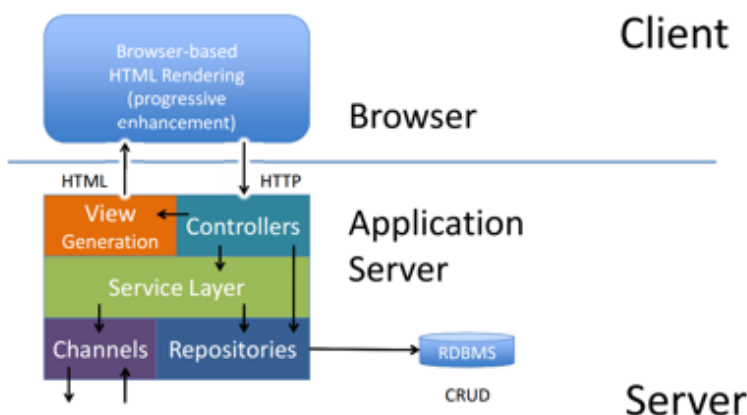 Client
Browser-based
HTML Rendering
(progressive
enhancement)
Browser
HTML
HTTP
View
Generation
Controllers
Application
Server
Service Layer
Channels
Repositories
RDBMS
CRUD
Server